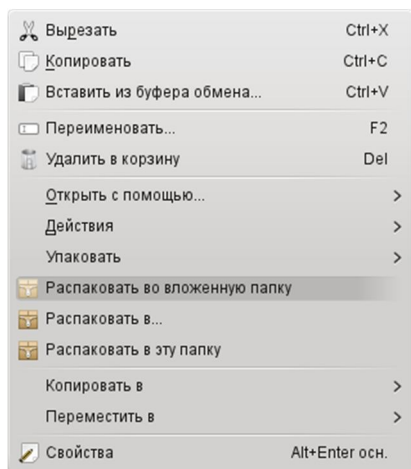 Вырезать Ctrl+X
Копировать Ctrl+C
Вставить из буфера обмена... Ctrl+V
Переименовать... F2
Удалить в корзину Del
Открыть с помощью...
Действия
Упаковать
Распаковать во вложенную папку
Распаковать в...
Распаковать в эту папку
Копировать в
Переместить в
Свойства Alt+Enter осн.